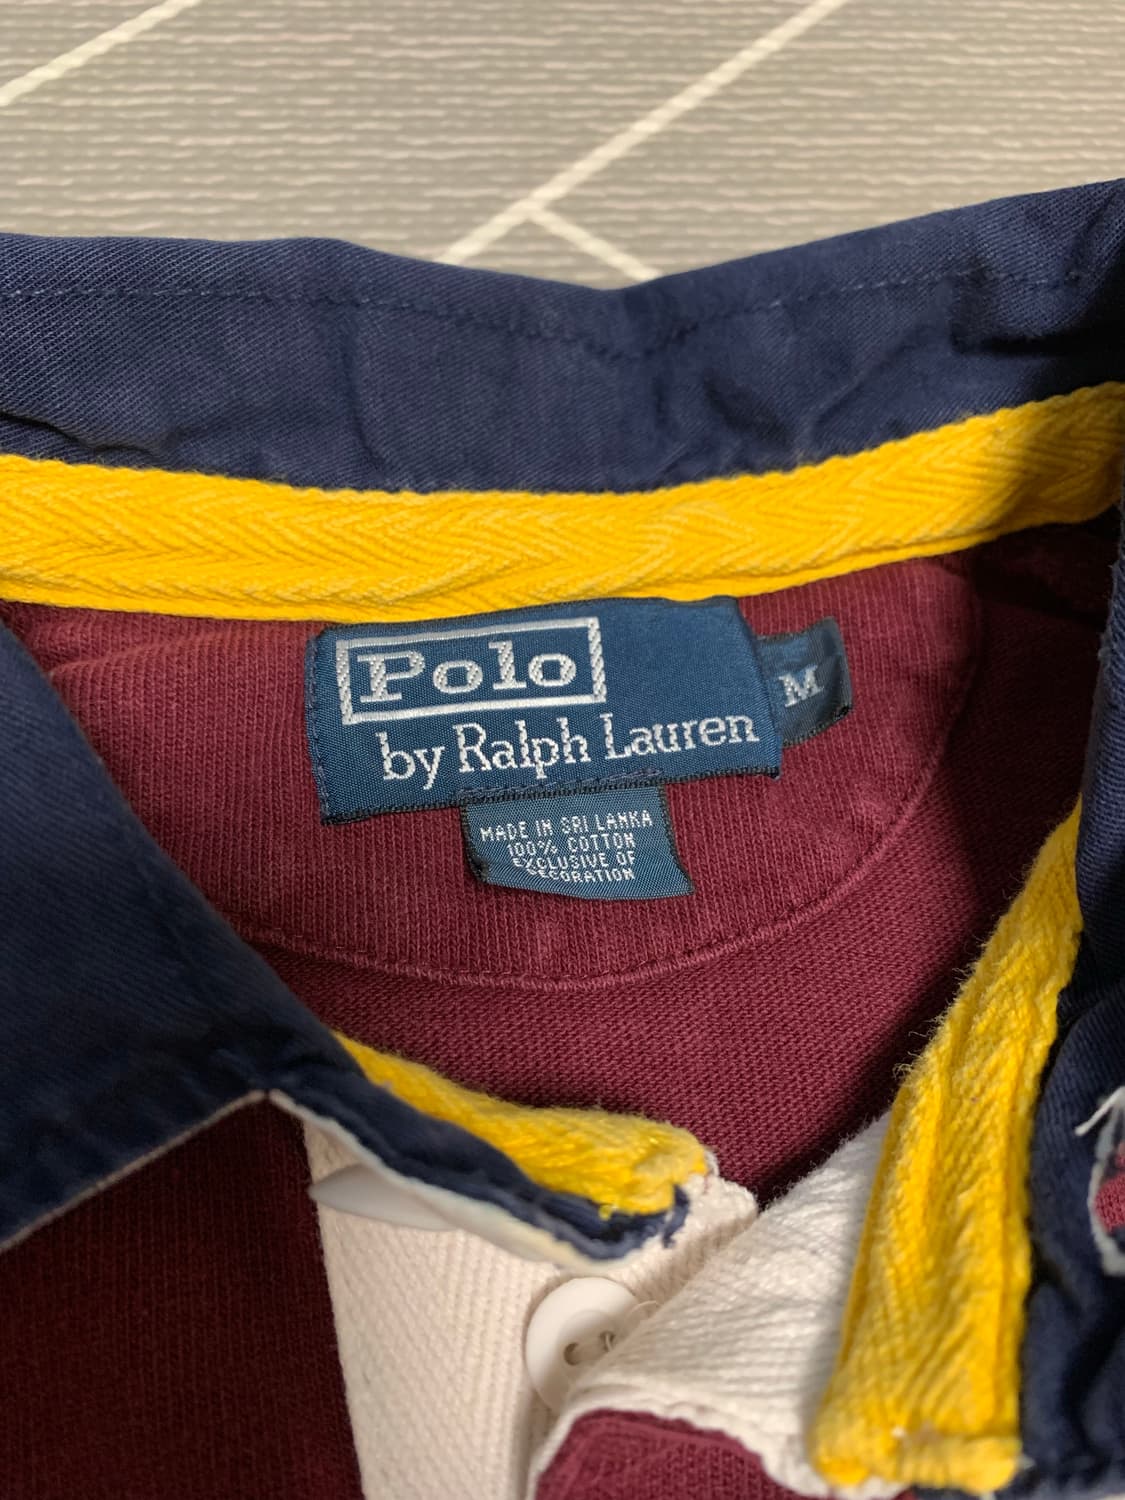 Polo
by Ralph Lauren
M
MADE IN SRI LANKA
100% COTTON
EXCLUSIVE OF
DECORATION